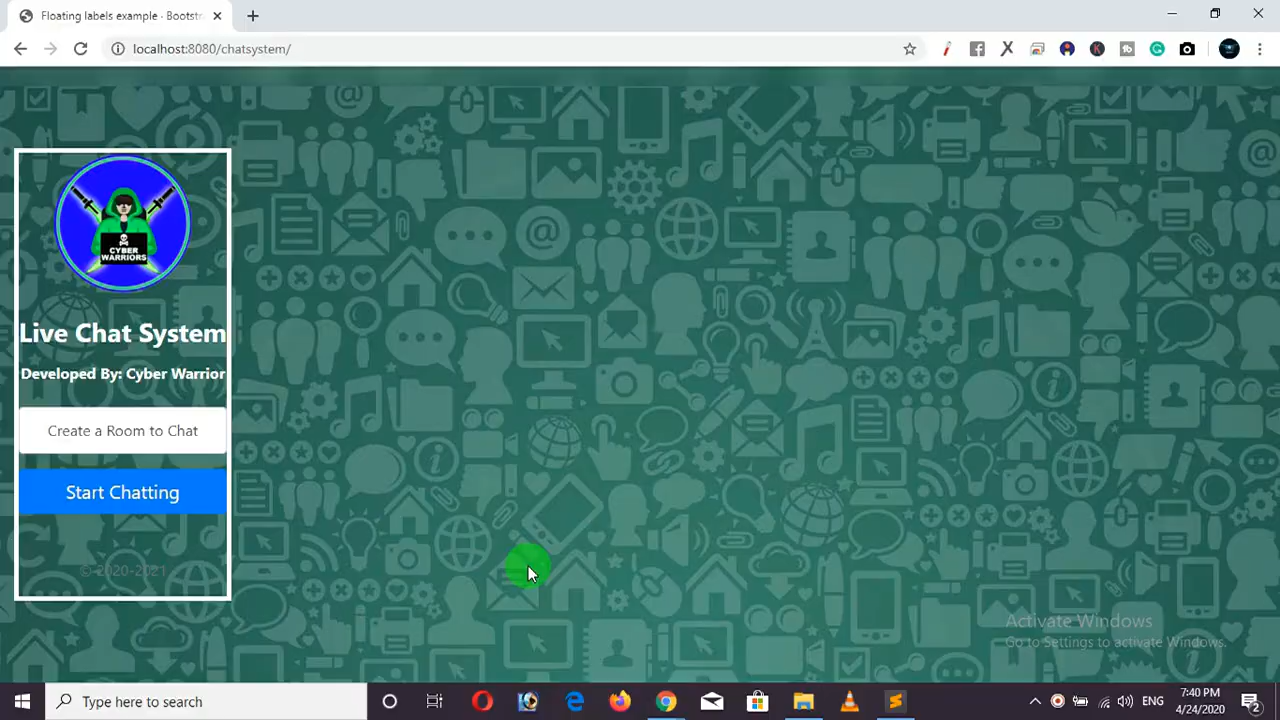 Floating labels example · Bootstr
localhost:8080/chatsystem/
CYBER
WARRIORS
Live Chat System
Developed By: Cyber Warrior
Create a Room to Chat
Start Chatting
© 2020-2021
Activate Windows
Go to Settings to activate Windows.
Type here to search
ENG
7:40 PM
4/24/2020
2